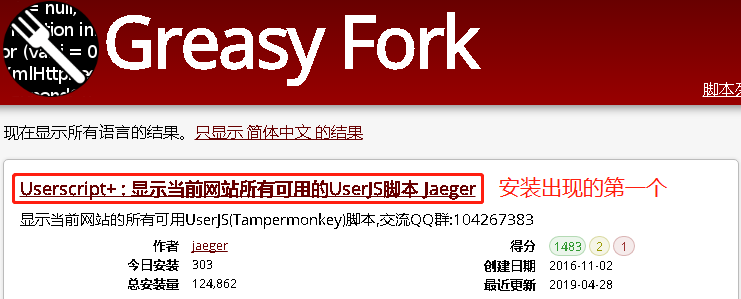 = null,
tion in
or (va i = 0
XmlHttp
Greasy Fork
脚本列
现在显示所有语言的结果。只显示 简体中文 的结果
Userscript+ : 显示当前网站所有可用的UserJS脚本 Jaeger
安装出现的第一个
显示当前网站的所有可用UserJS(Tampermonkey)脚本,交流QQ群:104267383
作者 jaeger 得分 1483 2 1
今日安装 303 创建日期 2016-11-02
总安装量 124,862 最近更新 2019-04-28